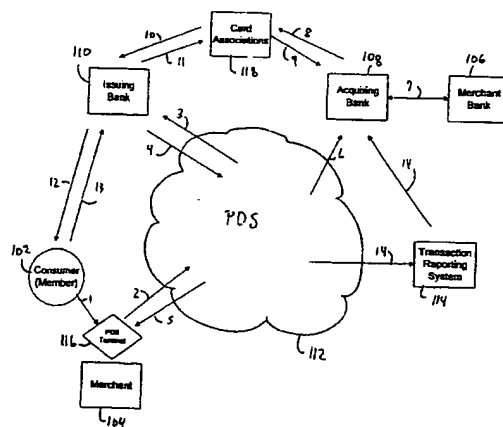 10
110
11
Issuing
Bank
Card
Associations
118
8
9
108
Acquiring
Bank
7
106
Merchant
Bank
3
4
6
14
12
13
PDS
102
Consumer
(Member)
1
2
5
116
POS
Terminal
Merchant
104
112
14
Transaction
Reporting
System
114